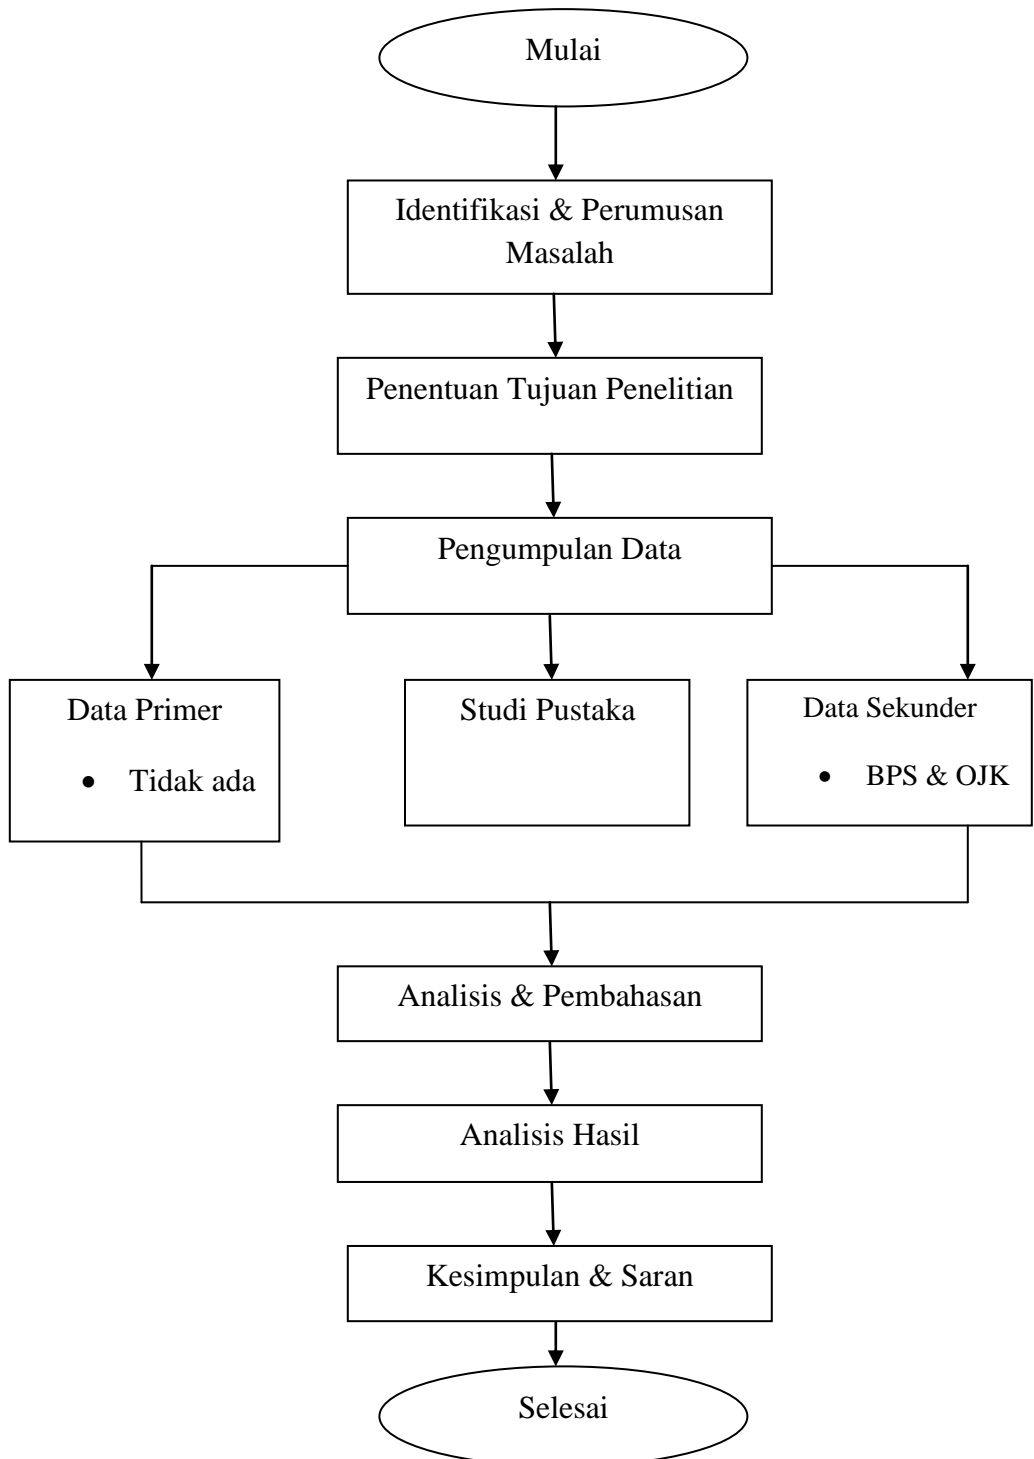 Mulai
Identifikasi & Perumusan
Masalah
Penentuan Tujuan Penelitian
Pengumpulan Data
Data Primer
• Tidak ada
Studi Pustaka
Data Sekunder
• BPS & OJK
Analisis & Pembahasan
Analisis Hasil
Kesimpulan & Saran
Selesai